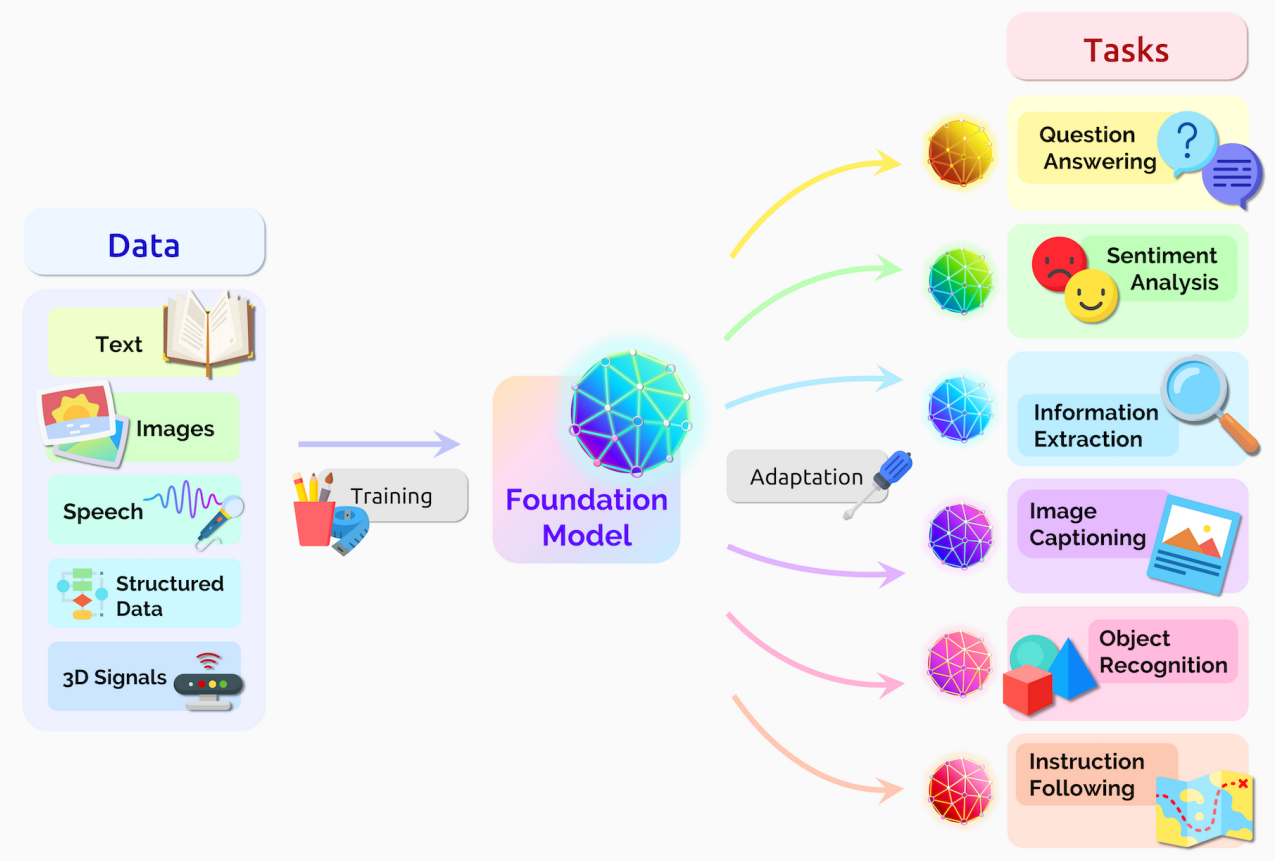 Data
Text
Images
Speech
Structured
Data
3D Signals
Training
Foundation
Model
Adaptation
Tasks
Question
Answering
?
Sentiment
Analysis
Information
Extraction
Image
Captioning
Object
Recognition
Instruction
Following